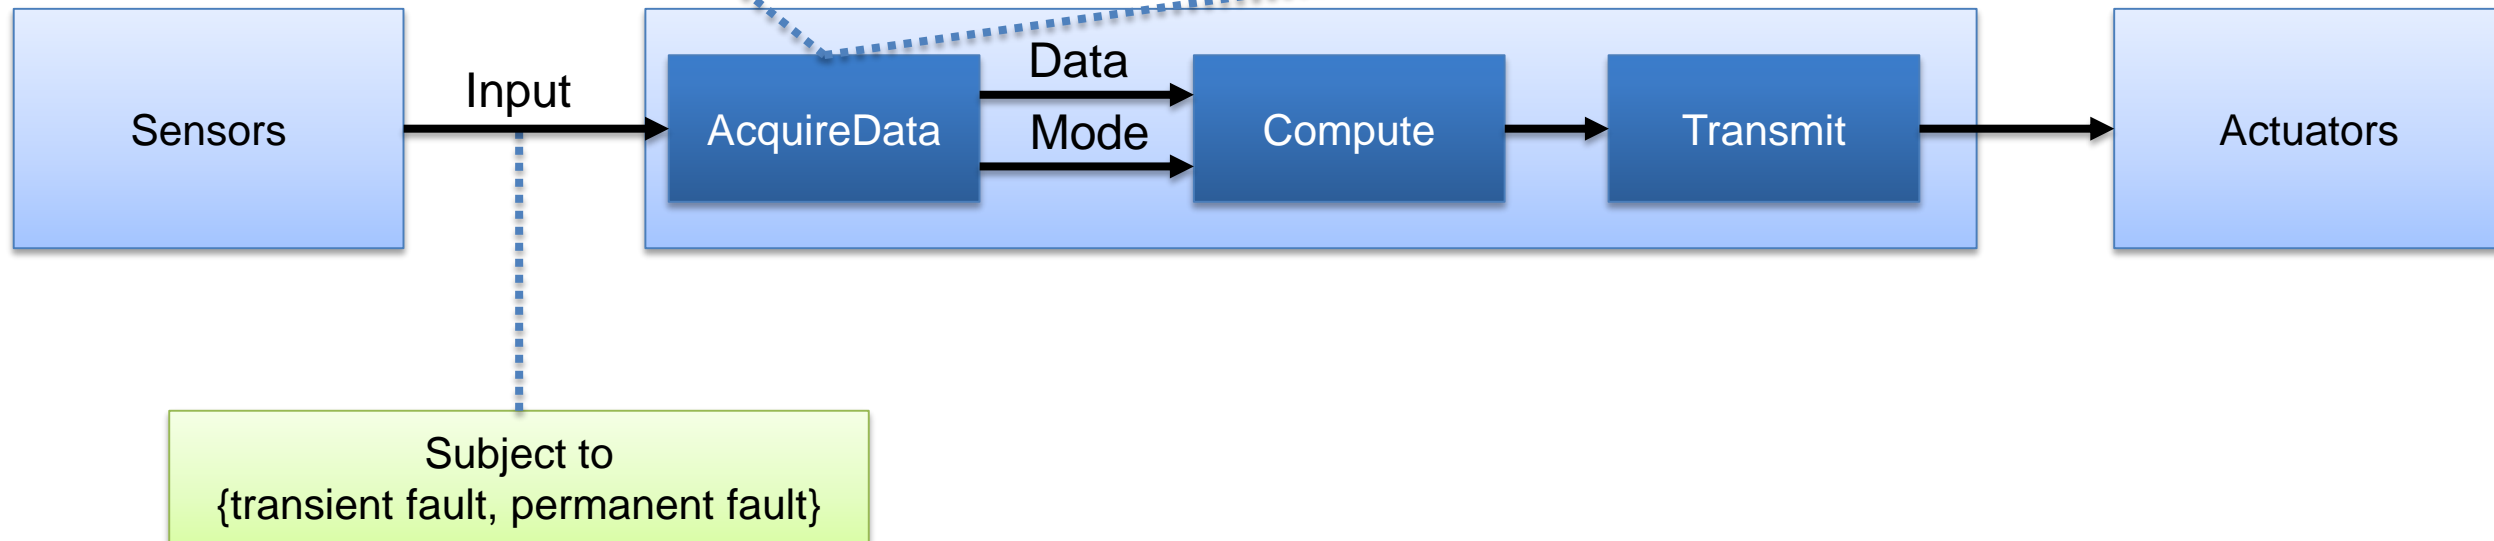 Sensors
Input
AcquireData
Data
Mode
Compute
Transmit
Actuators
Subject to
{transient fault, permanent fault}